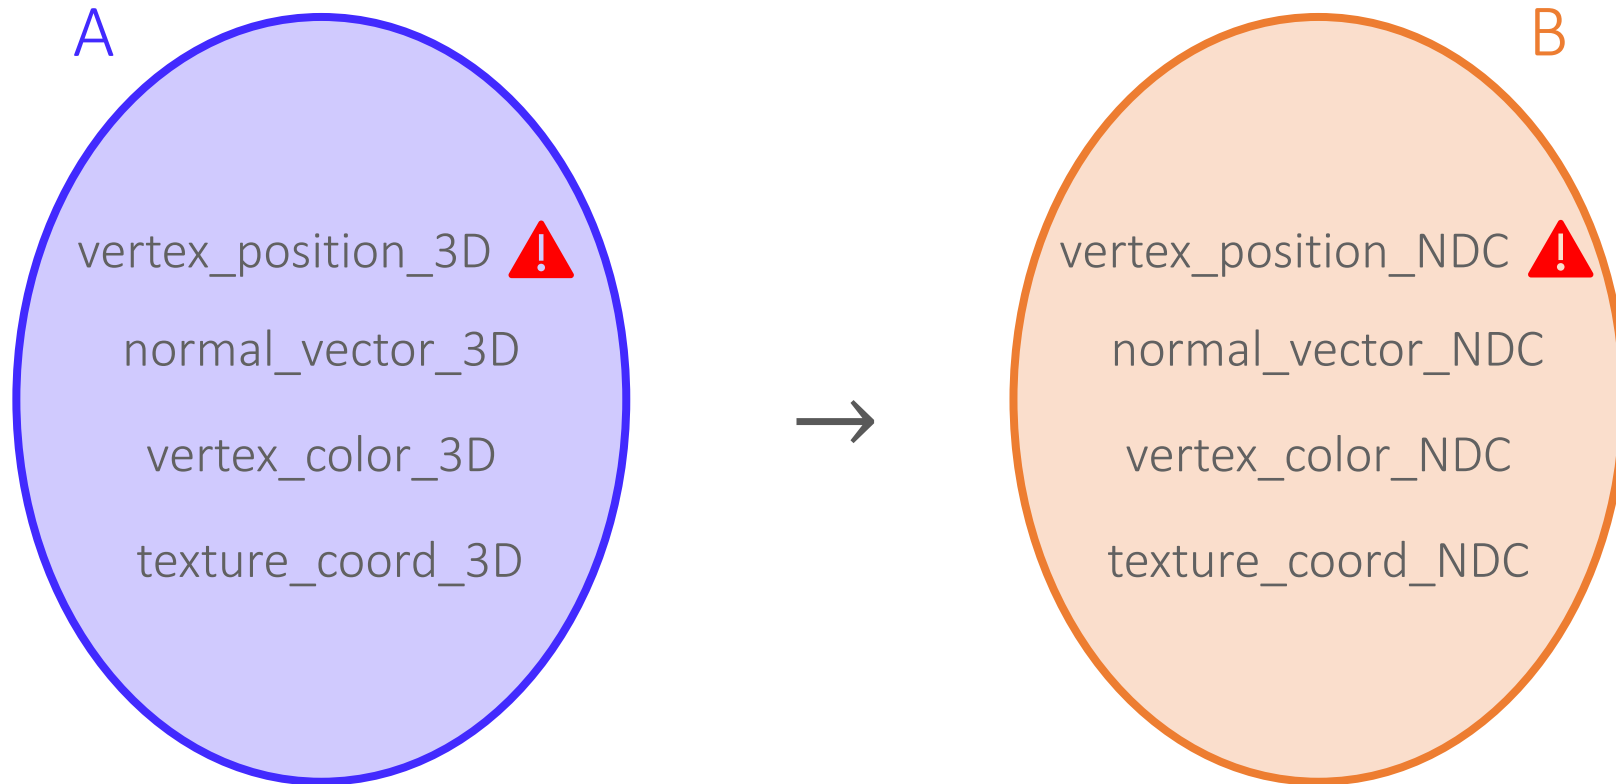 A
B
vertex_position_3D
normal_vector_3D
vertex_color_3D
texture_coord_3D
→
vertex_position_NDC
normal_vector_NDC
vertex_color_NDC
texture_coord_NDC